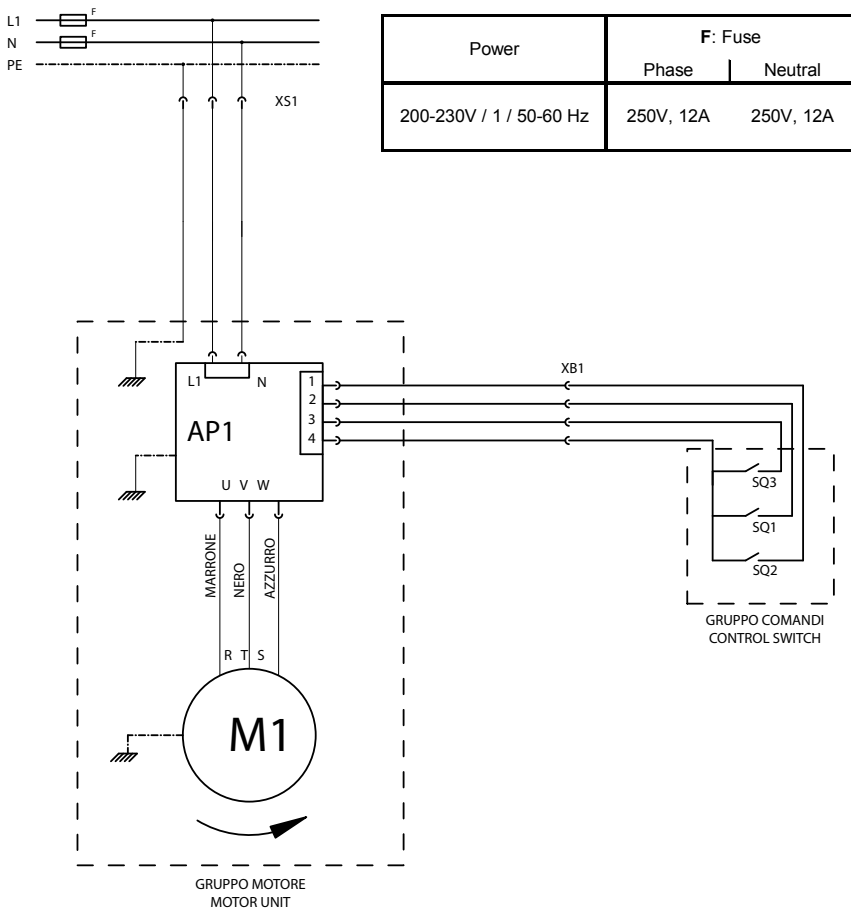 L1 F
N F
PE
XS1
Power F: Fuse
Phase Neutral
200-230V / 1 / 50-60 Hz 250V, 12A 250V, 12A
XB1
L1 N 1
2
3
4
AP1
U V W
SQ3
SQ1
SQ2
GRUPPO COMANDI
CONTROL SWITCH
MARRONE
NERO
AZZURRO
R T S
M1
GRUPPO MOTORE
MOTOR UNIT